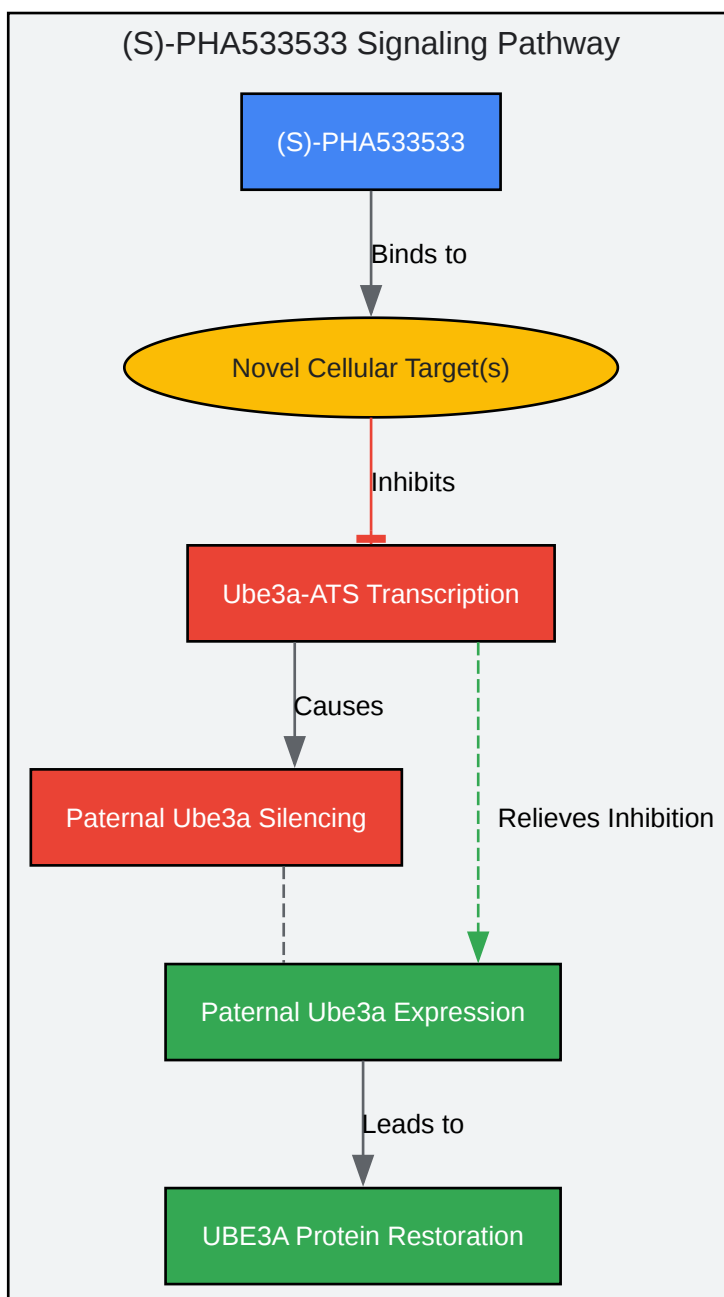 (S)-PHA533533 Signaling Pathway
(S)-PHA533533
Binds to
Novel Cellular Target(s)
Inhibits
Ube3a-ATS Transcription
Causes
Paternal Ube3a Silencing
Relieves Inhibition
Paternal Ube3a Expression
Leads to
UBE3A Protein Restoration